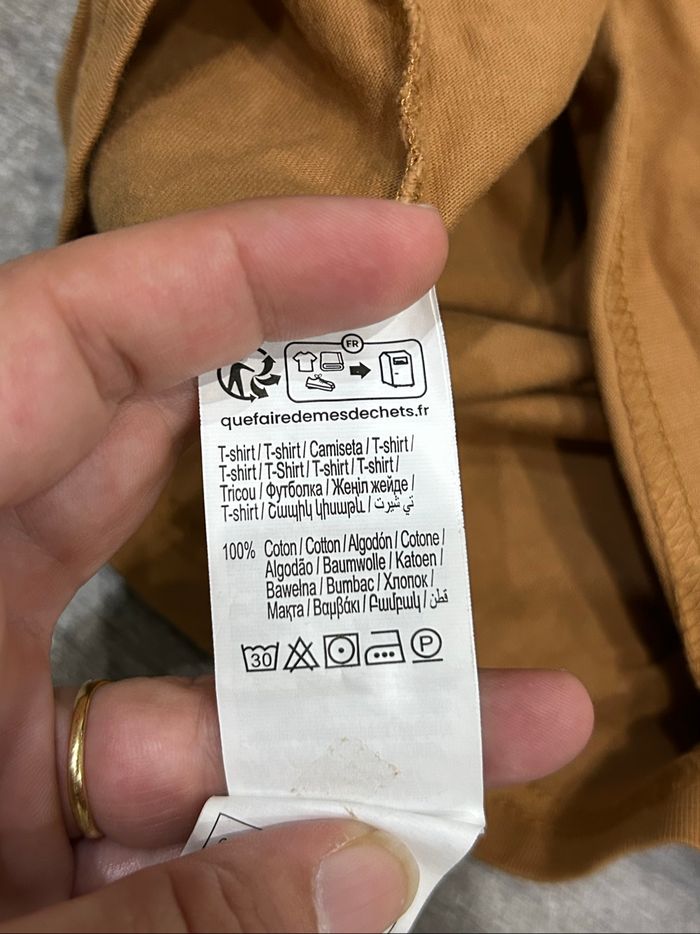 FR
quefairedemesdechets.fr
T-shirt / T-shirt / Camiseta / T-shirt /
T-shirt / T-Shirt / T-shirt / T-shirt /
Tricou / Футболка / Жеңіл жейде /
T-shirt / Շապիկ կիսաթև / تي شيرت
100% Coton / Cotton / Algodón / Cotone /
Algodão / Baumwolle / Katoen /
Bawełna / Bumbac / Хлопок /
Мақта / Βαμβάκι / Բամբակ / قطن
30 P